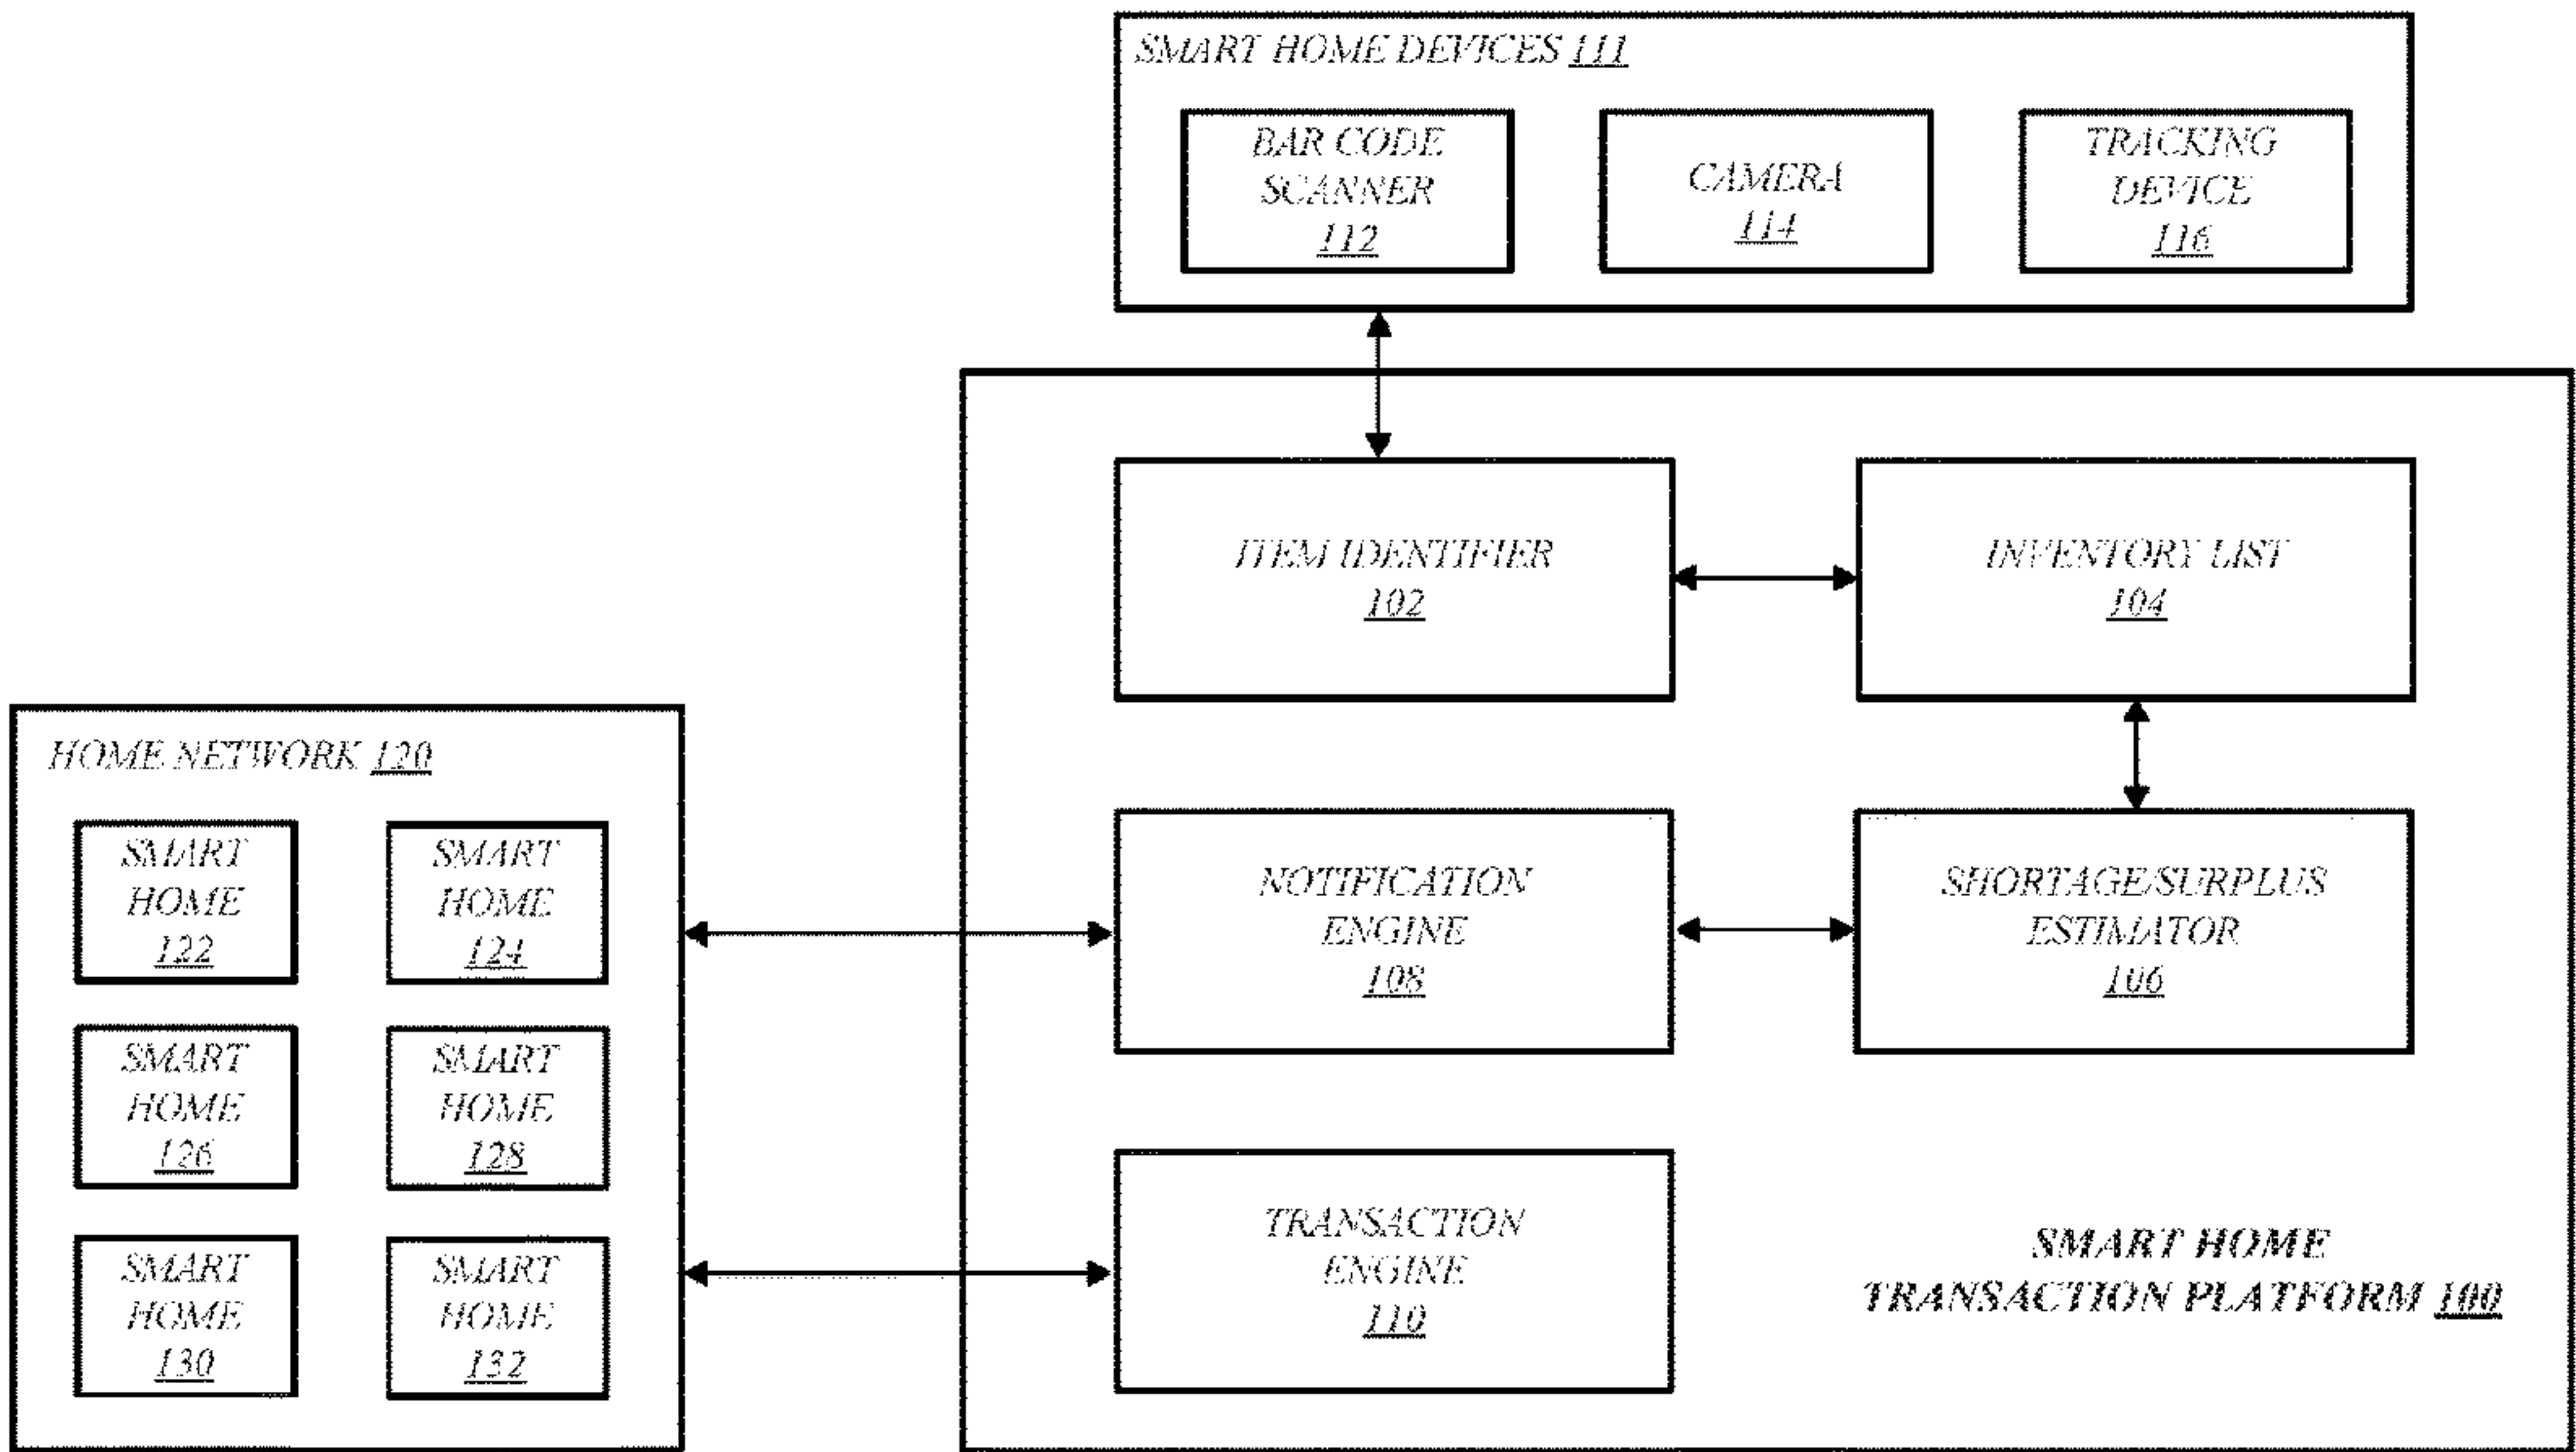 SMART HOME DEVICES 111
BAR CODE
SCANNER
112
CAMERA
114
TRACKING
DEVICE
116
ITEM IDENTIFIER
102
INVENTORY LIST
104
HOME NETWORK 120
SMART
HOME
122
SMART
HOME
124
SMART
HOME
126
SMART
HOME
128
SMART
HOME
130
SMART
HOME
132
NOTIFICATION
ENGINE
108
SHORTAGE/SURPLUS
ESTIMATOR
106
TRANSACTION
ENGINE
110
SMART HOME
TRANSACTION PLATFORM 100